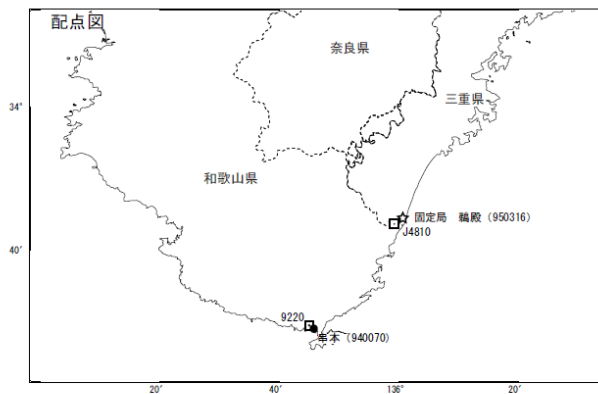 配点図
奈良県
34°
三重県
和歌山県
固定局 鵜殿（950316）
J4810
40′
9220
串本（940070）
20′
40′
136°
20′